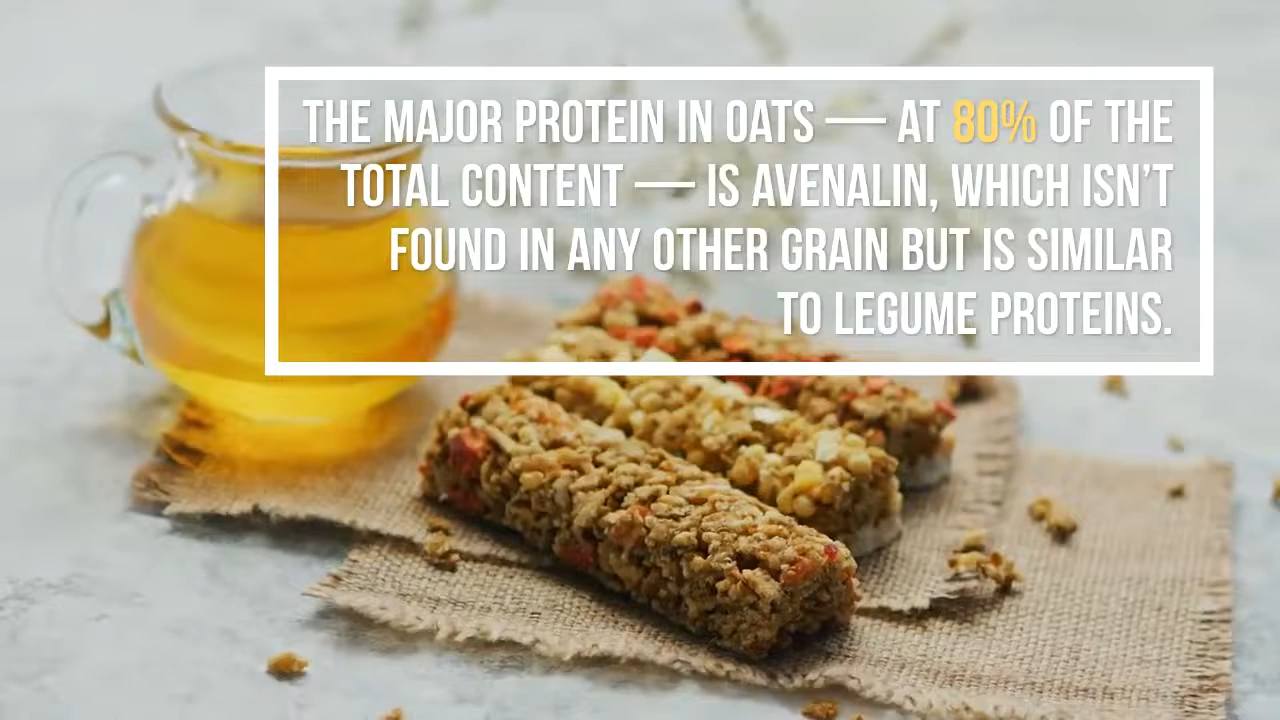 THE MAJOR PROTEIN IN OATS — AT 80% OF THE
TOTAL CONTENT — IS AVENALIN, WHICH ISN’T
FOUND IN ANY OTHER GRAIN BUT IS SIMILAR
TO LEGUME PROTEINS.